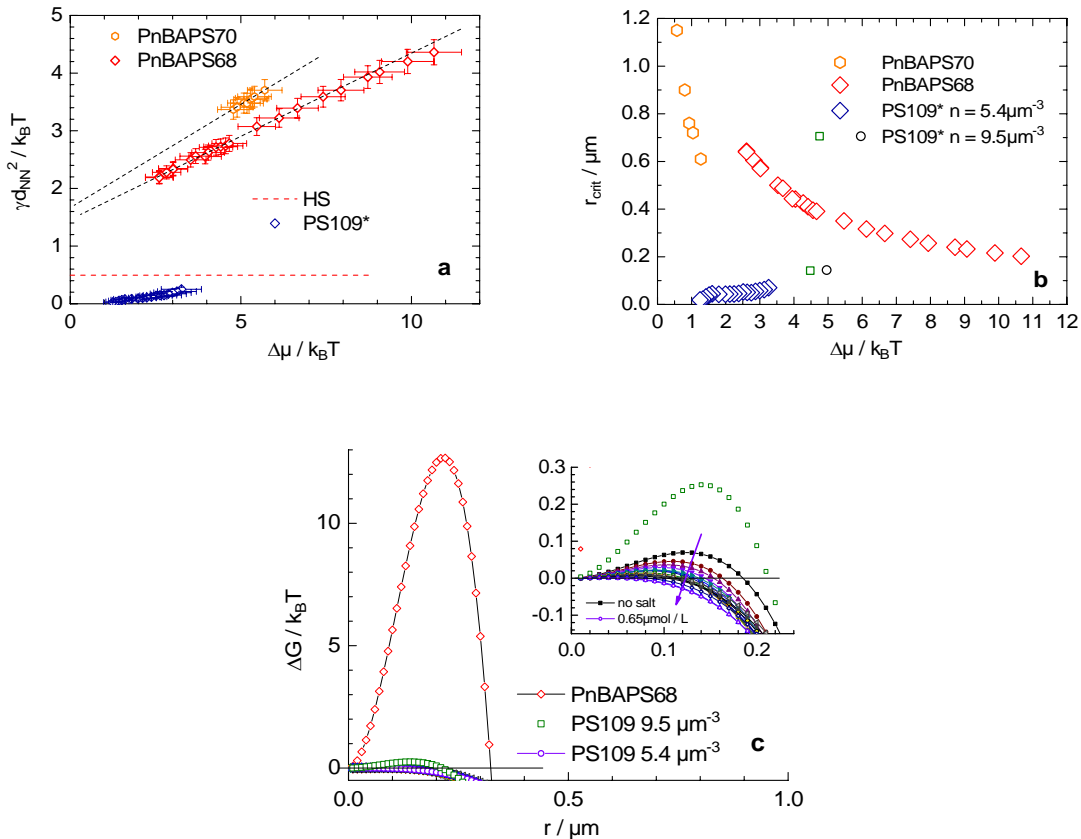 5
4
3
2
1
0
0
5
10
γd_NN² / k_BT
Δμ / k_BT
PnBAPS70
PnBAPS68
HS
PS109*
a
1.2
1.0
0.8
0.6
0.4
0.2
0.0
0 1 2 3 4 5 6 7 8 9 10 11 12
r_crit / μm
Δμ / k_BT
PnBAPS70
PnBAPS68
PS109* n = 5.4μm⁻³
PS109* n = 9.5μm⁻³
b
10
5
0
0.0
0.5
1.0
ΔG / k_BT
r / μm
0.3
0.2
0.1
0.0
-0.1
0.0
0.1
0.2
no salt
0.65μmol / L
PnBAPS68
PS109 9.5 μm⁻³
PS109 5.4 μm⁻³
c